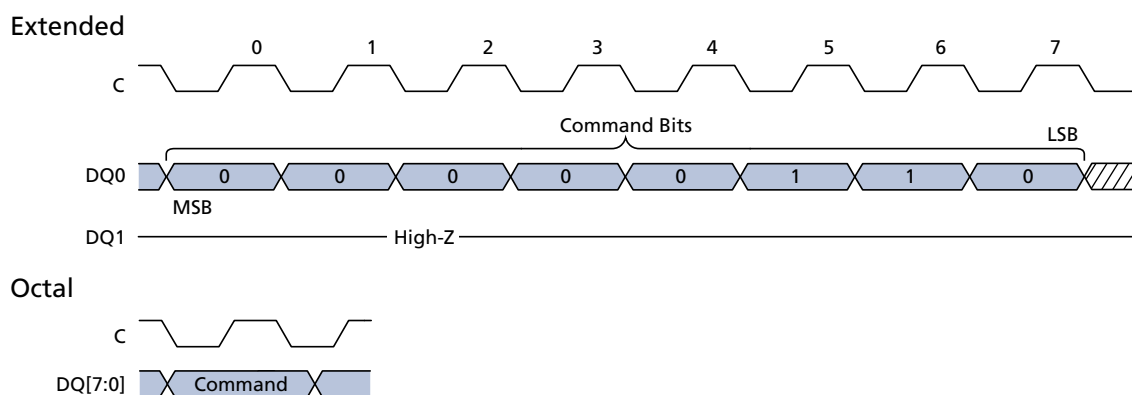 Extended
0 1 2 3 4 5 6 7
C
Command Bits
LSB
DQ0 0 0 0 0 0 1 1 0
MSB
DQ1 High-Z
Octal
C
DQ[7:0] Command